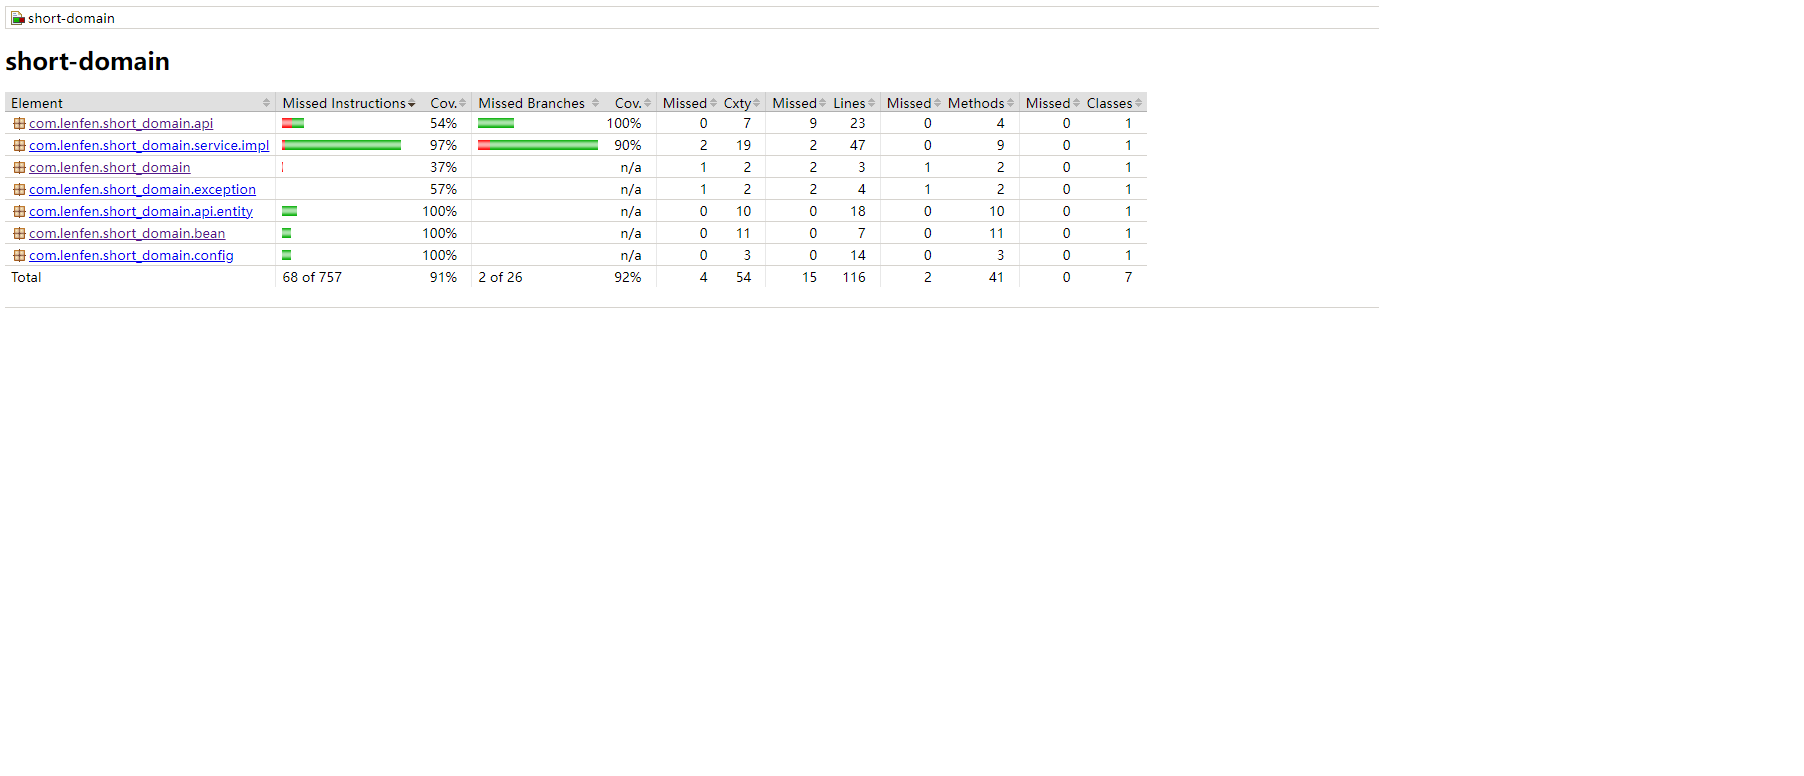 short-domain
short-domain
Element Missed Instructions Cov. Missed Branches Cov. Missed Cxty Missed Lines Missed Methods Missed Classes
com.lenfen.short_domain.api 54% 100% 0 7 9 23 0 4 0 1
com.lenfen.short_domain.service.impl 97% 90% 2 19 2 47 0 9 0 1
com.lenfen.short_domain 37% n/a 1 2 2 3 1 2 0 1
com.lenfen.short_domain.exception 57% n/a 1 2 2 4 1 2 0 1
com.lenfen.short_domain.api.entity 100% n/a 0 10 0 18 0 10 0 1
com.lenfen.short_domain.bean 100% n/a 0 11 0 7 0 11 0 1
com.lenfen.short_domain.config 100% n/a 0 3 0 14 0 3 0 1
Total 68 of 757 91% 2 of 26 92% 4 54 15 116 2 41 0 7